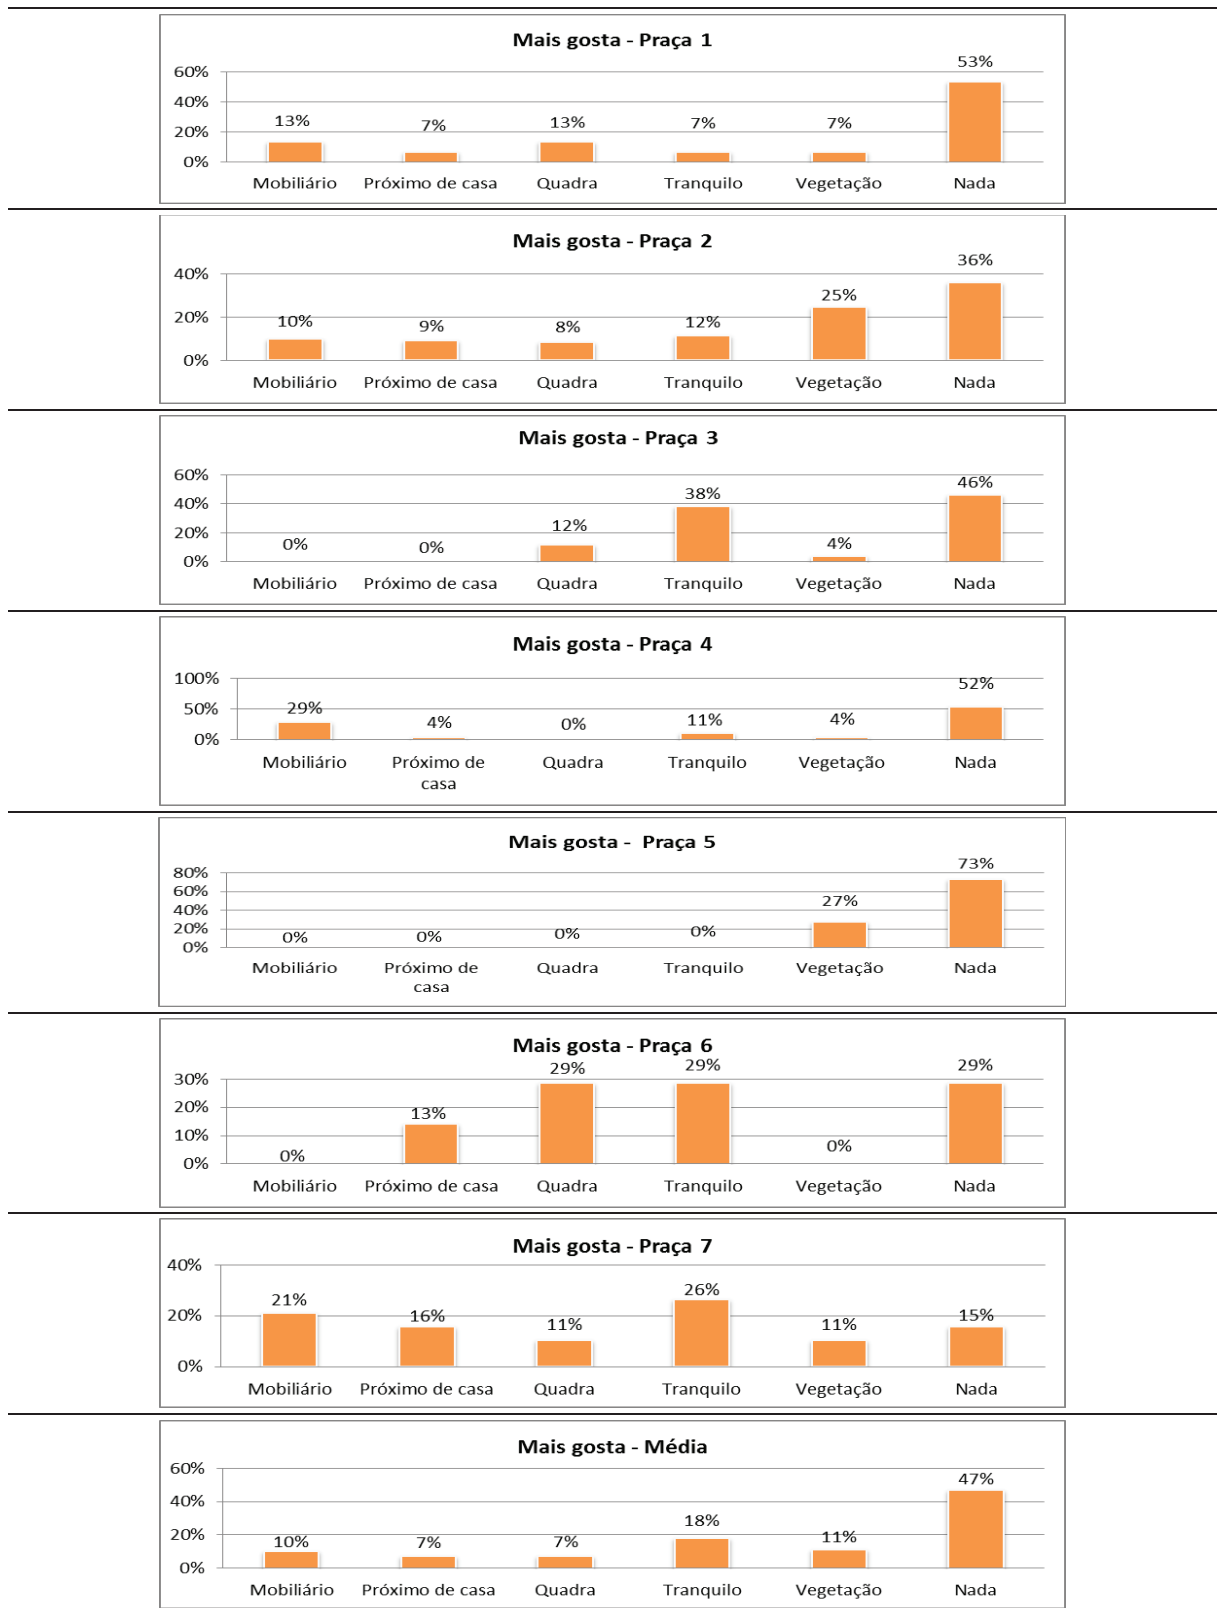 Mais gosta - Praça 1
53%
60%
40%
13% 7% 13% 7% 7%
20%
0%
Mobiliário Próximo de casa Quadra Tranquilo Vegetação Nada
Mais gosta - Praça 2
36%
40%
25%
20%
10% 9% 8% 12%
0%
Mobiliário Próximo de casa Quadra Tranquilo Vegetação Nada
Mais gosta - Praça 3
60%
46%
38%
40%
12%
20%
0% 0% 4%
0%
Mobiliário Próximo de casa Quadra Tranquilo Vegetação Nada
Mais gosta - Praça 4
100%
52%
50%
29% 4% 0% 11% 4%
0%
Mobiliário Próximo de Quadra Tranquilo Vegetação Nada
casa
Mais gosta - Praça 5
73%
80%
60%
27%
40%
20%
0% 0% 0% 0%
0%
Mobiliário Próximo de Quadra Tranquilo Vegetação Nada
casa
Mais gosta - Praça 6
29% 29% 29%
30%
20%
13%
10%
0% 0%
0%
Mobiliário Próximo de casa Quadra Tranquilo Vegetação Nada
Mais gosta - Praça 7
40%
21% 16% 11% 26% 11% 15%
20%
0%
Mobiliário Próximo de casa Quadra Tranquilo Vegetação Nada
Mais gosta - Média
60%
47%
40%
18%
20%
10% 7% 7% 11%
0%
Mobiliário Próximo de casa Quadra Tranquilo Vegetação Nada